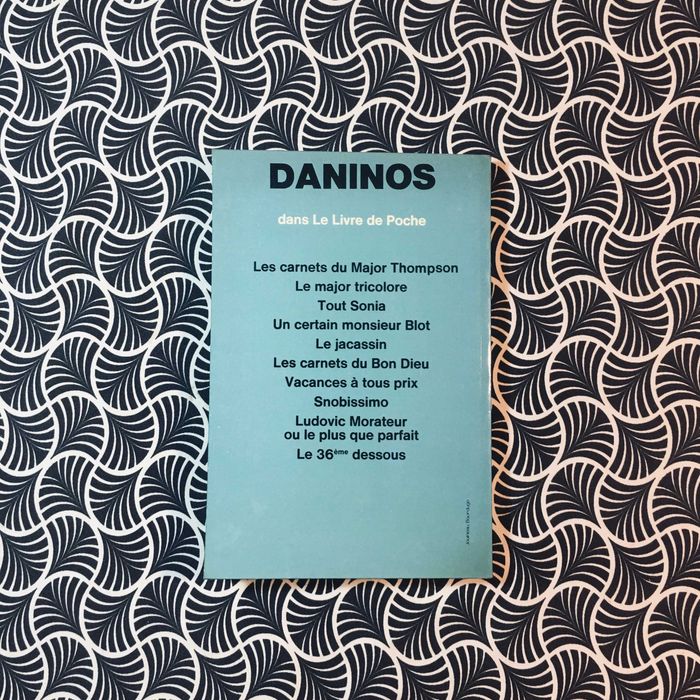 DANINOS
dans Le Livre de Poche
Les carnets du Major Thompson
Le major tricolore
Tout Sonia
Un certain monsieur Blot
Le jacassin
Les carnets du Bon Dieu
Vacances à tous prix
Snobissimo
Ludovic Morateur
ou le plus que parfait
Le 36ème dessous